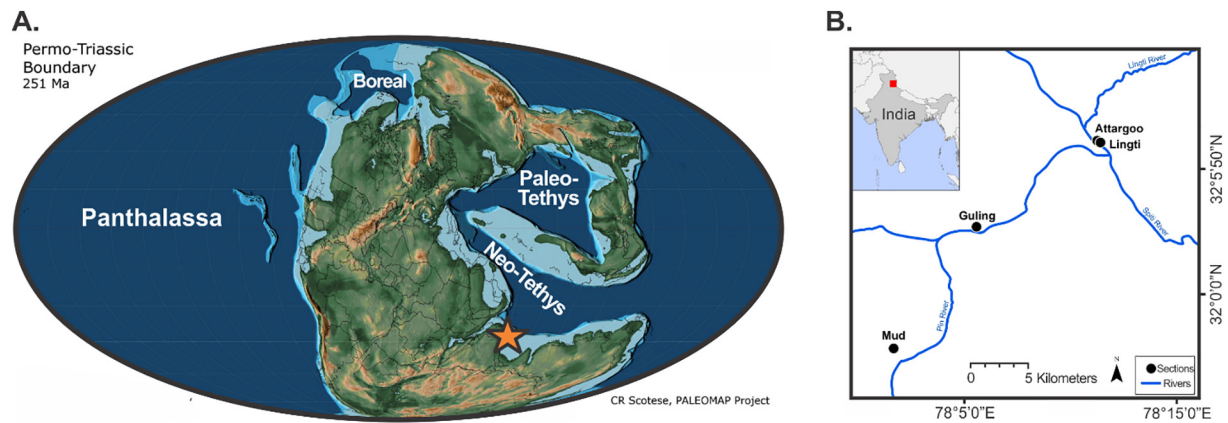 A.
Permo-Triassic
Boundary
251 Ma
Boreal
Panthalassa
Paleo-
Tethys
Neo-Tethys
CR Scotese, PALEOMAP Project
B.
India
Lingti River
Attargoo
Lingti
Guling
Spiti River
Pin River
Mud
N
0 5 Kilometers
Sections
Rivers
32°5'50"N
32°0'0"N
78°5'0"E
78°15'0"E